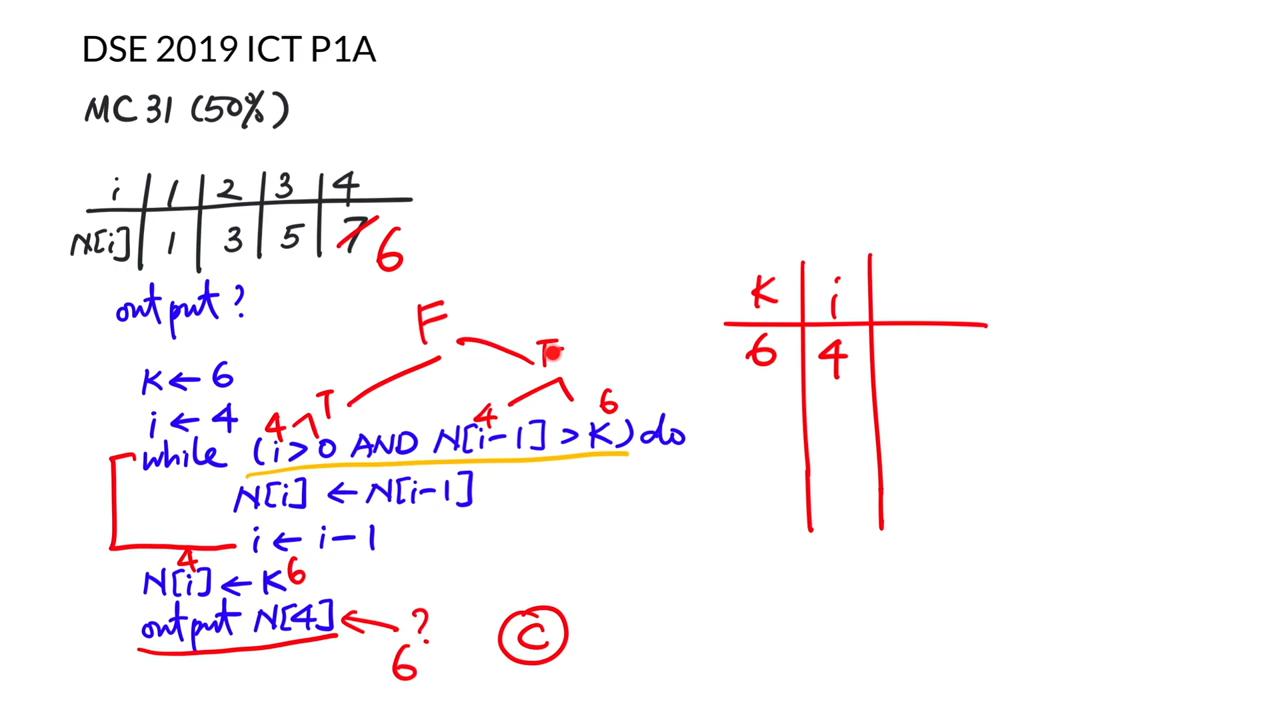 DSE 2019 ICT P1A
MC 31 (50%)
i 1 2 3 4
N[i] 1 3 5 7 6
output?
K ← 6
i ← 4
F
T F
4 4 6
while (i>0 AND N[i-1] > K) do
N[i] ← N[i-1]
i ← i-1
4
N[i] ← K 6
output N[4] ← ?
6
C
K i
6 4